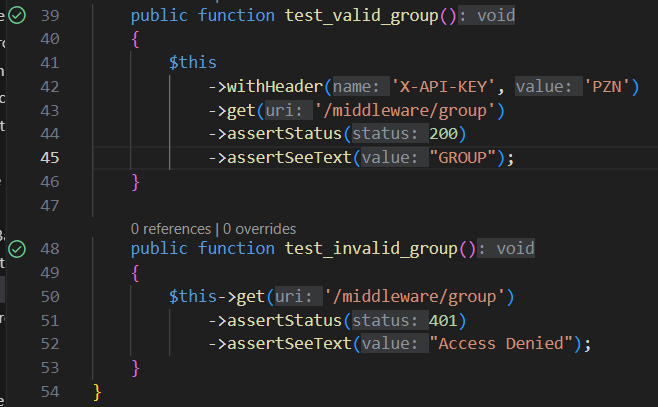 39 public function test_valid_group(): void
40 {
41 $this
42 ->withHeader(name: 'X-API-KEY', value: 'PZN')
43 ->get(uri: '/middleware/group')
44 ->assertStatus(status: 200)
45 ->assertSeeText(value: "GROUP");
46 }
47
0 references | 0 overrides
48 public function test_invalid_group(): void
49 {
50 $this->get(uri: '/middleware/group')
51 ->assertStatus(status: 401)
52 ->assertSeeText(value: "Access Denied");
53 }
54 }